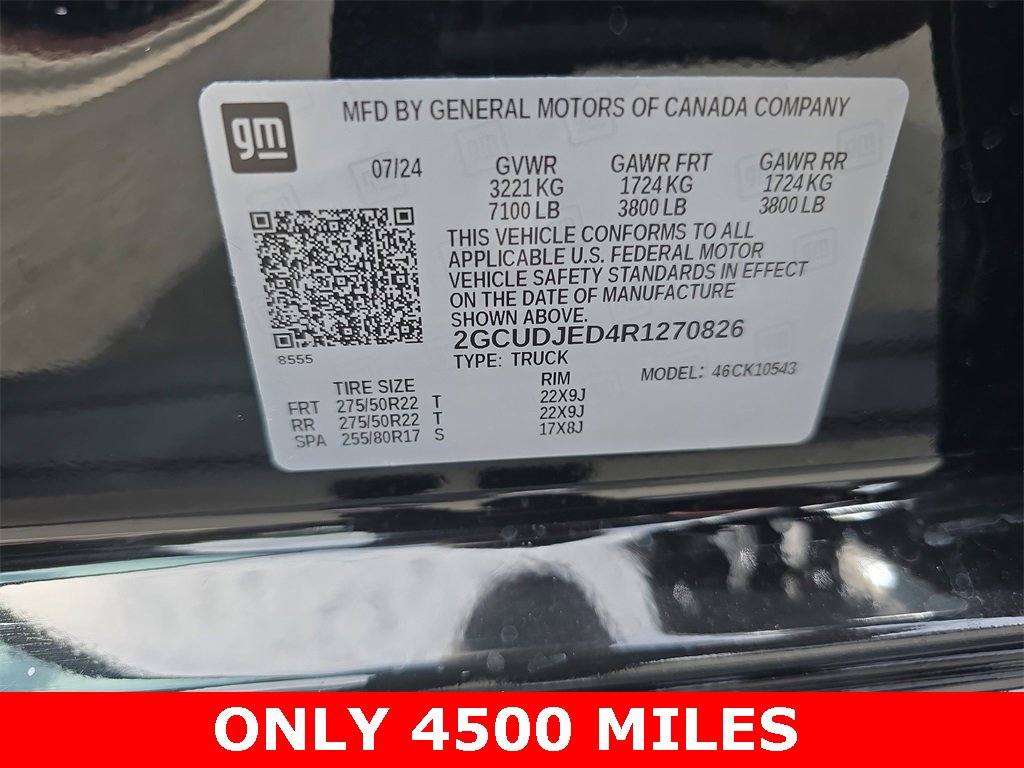 gm
MFD BY GENERAL MOTORS OF CANADA COMPANY
07/24
GVWR GAWR FRT GAWR RR
3221 KG 1724 KG 1724 KG
7100 LB 3800 LB 3800 LB
THIS VEHICLE CONFORMS TO ALL
APPLICABLE U.S. FEDERAL MOTOR
VEHICLE SAFETY STANDARDS IN EFFECT
ON THE DATE OF MANUFACTURE
SHOWN ABOVE.
2GCUDJED4R1270826
TYPE: TRUCK
MODEL: 46CK10543
8555
TIRE SIZE RIM
FRT 275/50R22 T 22X9J
RR 275/50R22 T 22X9J
SPA 255/80R17 S 17X8J
ONLY 4500 MILES